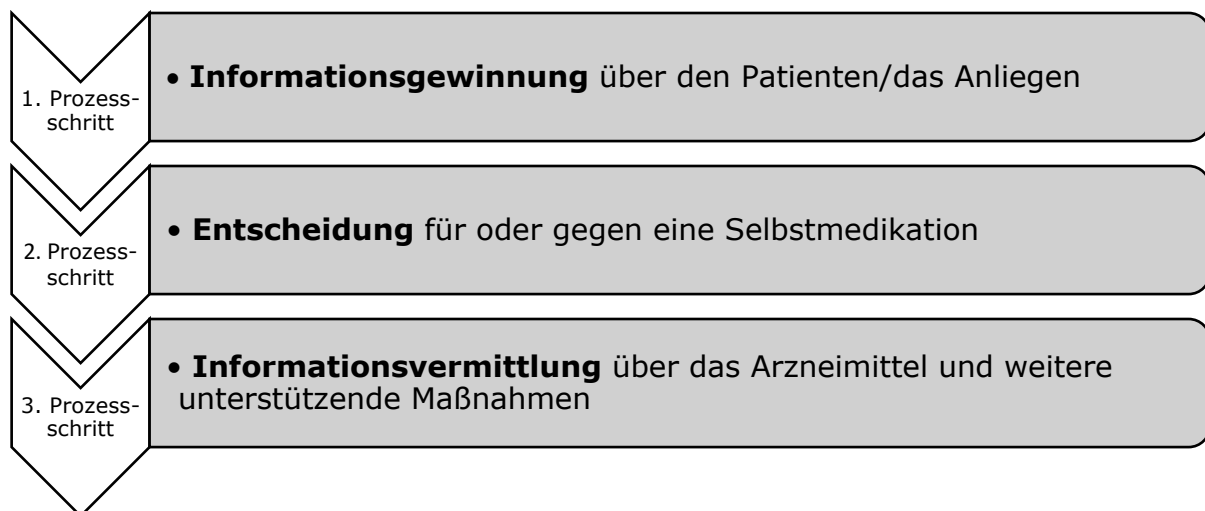 1. Prozess-
schritt
• Informationsgewinnung über den Patienten/das Anliegen
2. Prozess-
schritt
• Entscheidung für oder gegen eine Selbstmedikation
3. Prozess-
schritt
• Informationsvermittlung über das Arzneimittel und weitere
unterstützende Maßnahmen